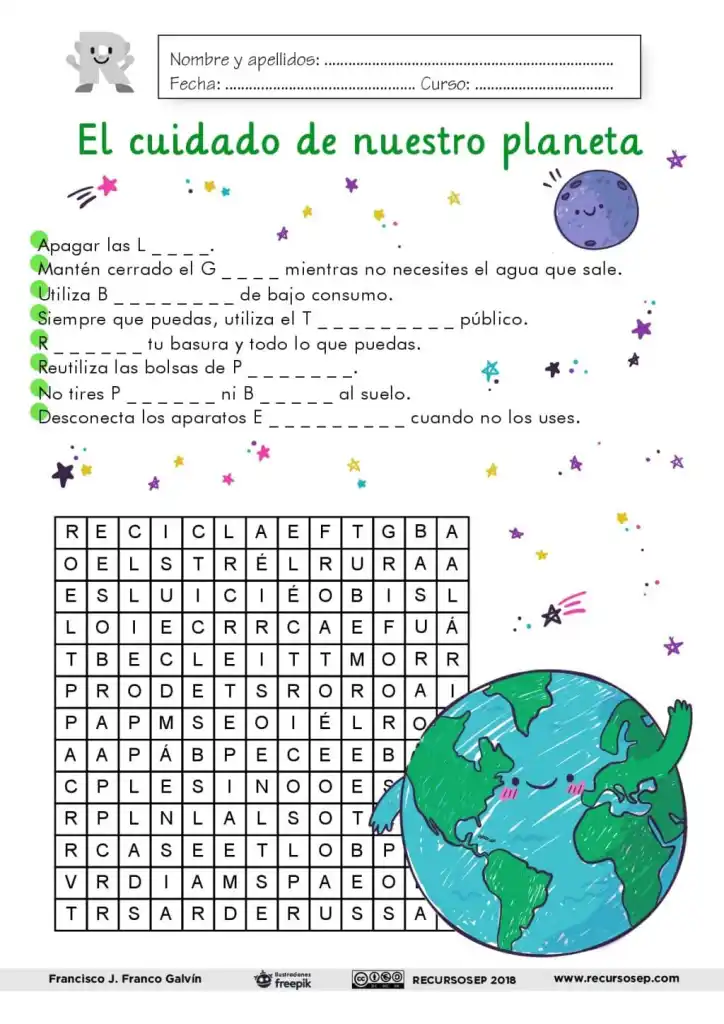 R
Nombre y apellidos: ........................................................................
Fecha: ................................................ Curso: ...................................
El cuidado de nuestro planeta
Apagar las L _ _ _ _.
Mantén cerrado el G _ _ _ _ mientras no necesites el agua que sale.
Utiliza B _ _ _ _ _ _ _ _ de bajo consumo.
Siempre que puedas, utiliza el T _ _ _ _ _ _ _ _ _ público.
R _ _ _ _ _ _ tu basura y todo lo que puedas.
Reutiliza las bolsas de P _ _ _ _ _ _ _.
No tires P _ _ _ _ _ _ ni B _ _ _ _ _ al suelo.
Desconecta los aparatos E _ _ _ _ _ _ _ _ _ cuando no los uses.
R E C I C L A E F T G B A
O E L S T R É L R U R A A
E S L U I C I É O B I S L
L O I E C R R C A E F U Á
T B E C L E I T T M O R R
P R O D E T S R O R O A I
P A P M S E O I É L R O
A A P Á B P E C E E B
C P L E S I N O O E S
R P L N L A L S O T
R C A S E E T L O B P
V R D I A M S P A E O
T R S A R D E R U S S A
Francisco J. Franco Galvín
Ilustraciones
freepik
cc
RECURSOSEP 2018
www.recursosep.com